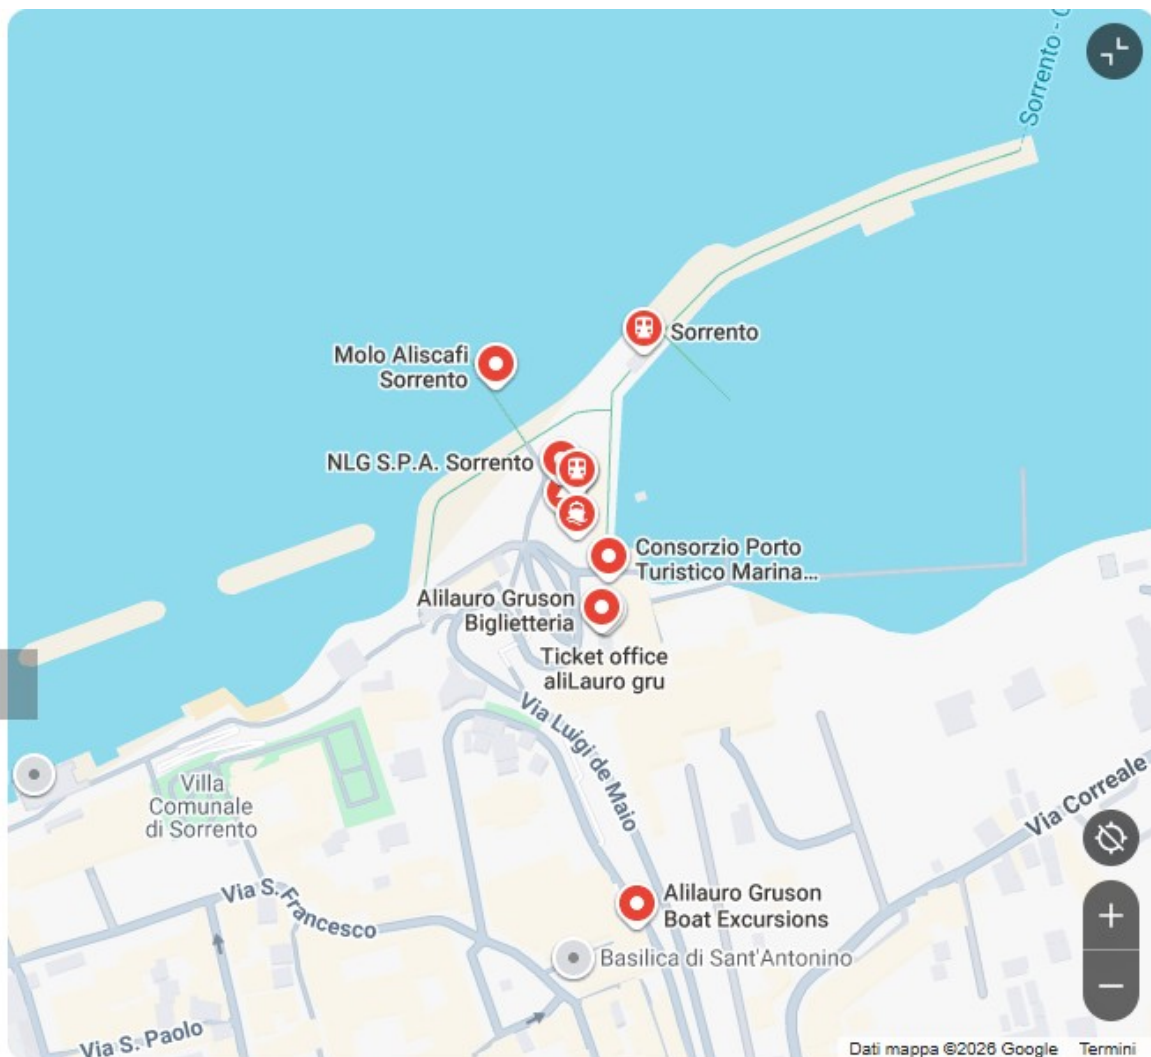 Sorrento - C
Sorrento
Molo Aliscafi
Sorrento
NLG S.P.A. Sorrento
Consorzio Porto
Turistico Marina...
Alilauro Gruson
Biglietteria
Ticket office
aliLauro gru
Via Luigi de Maio
Villa
Comunale
di Sorrento
Via Correale
Via S. Francesco
Alilauro Gruson
Boat Excursions
Basilica di Sant'Antonino
Via S. Paolo
Dati mappa ©2026 Google Termini